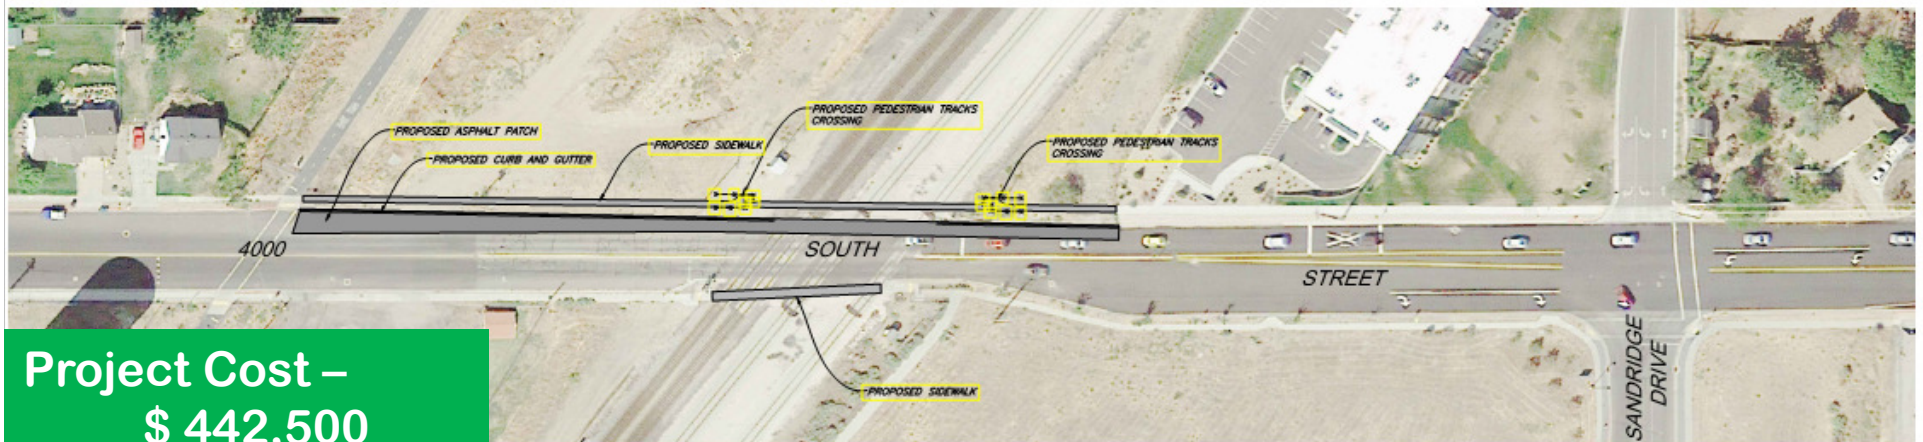 PROPOSED PEDESTRIAN TRACKS
CROSSING
PROPOSED ASPHALT PATCH
PROPOSED SIDEWALK
PROPOSED PEDESTRIAN TRACKS
CROSSING
PROPOSED CURB AND GUTTER
4000
SOUTH
STREET
PROPOSED SIDEWALK
SANDRIDGE
DRIVE
Project Cost –
$ 442,500